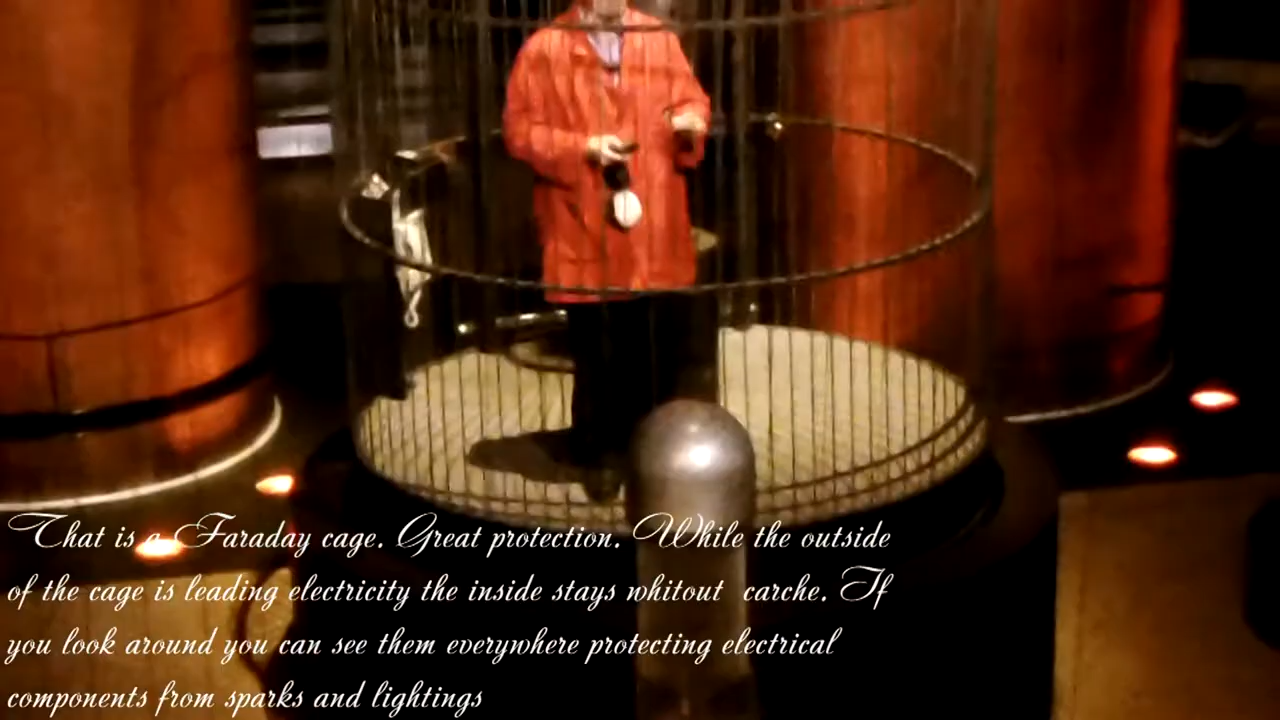 That is a Faraday cage. Great protection. While the outside
of the cage is leading electricity the inside stays whitout carche. If
you look around you can see them everywhere protecting electrical
components from sparks and lightings